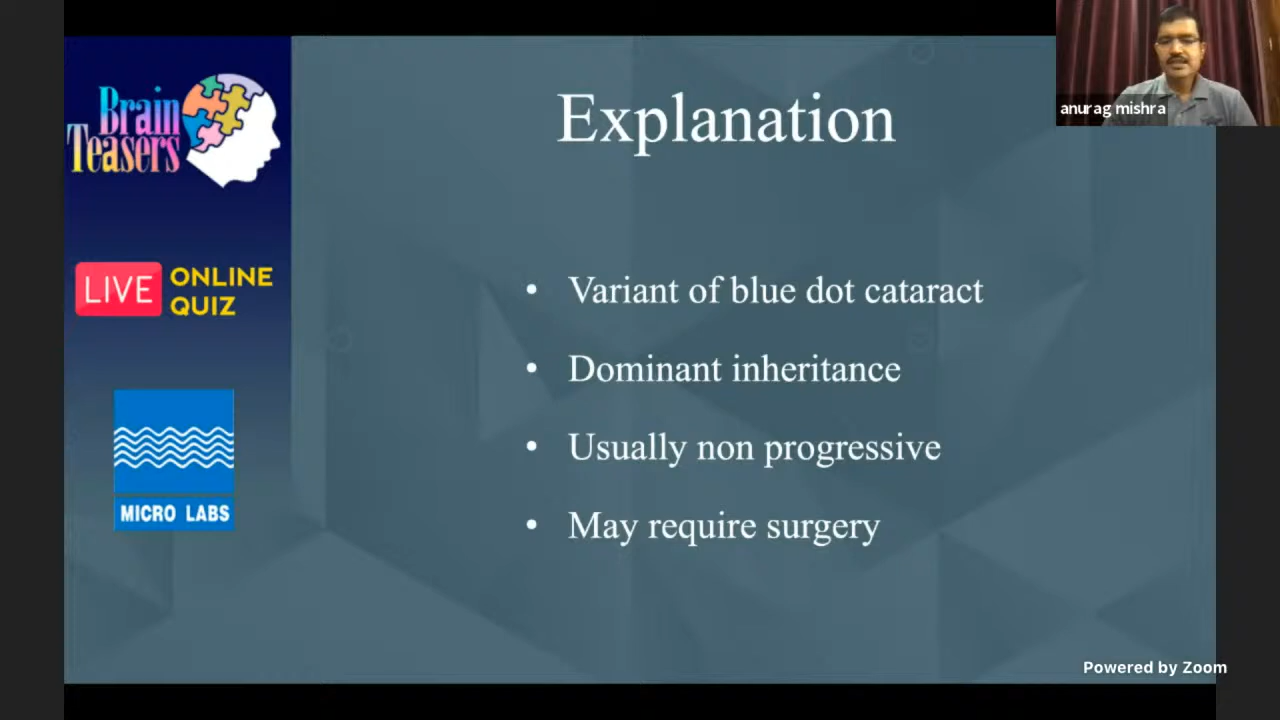 Brain
Teasers
LIVE ONLINE
QUIZ
MICRO LABS
Explanation
• Variant of blue dot cataract
• Dominant inheritance
• Usually non progressive
• May require surgery
anurag mishra
Powered by Zoom